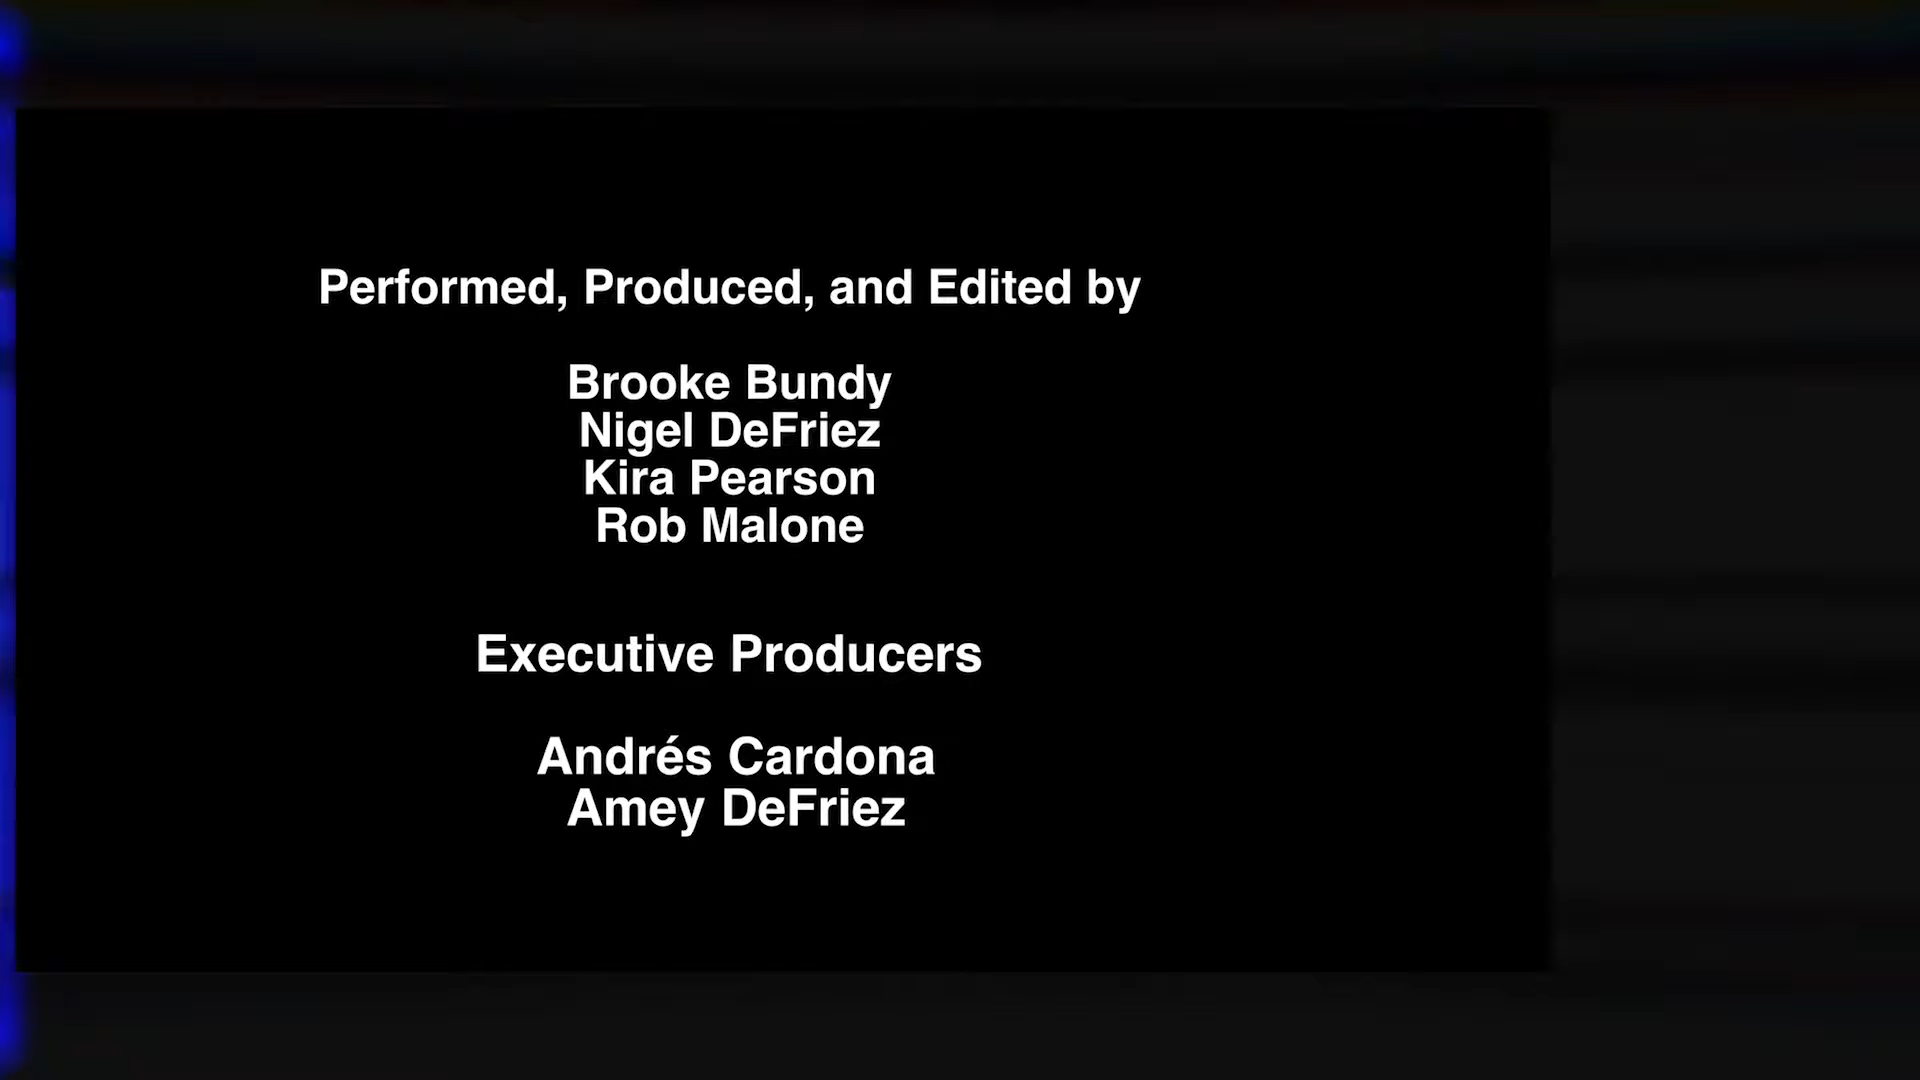 Performed, Produced, and Edited by
Brooke Bundy
Nigel DeFriez
Kira Pearson
Rob Malone
Executive Producers
Andrés Cardona
Amey DeFriez